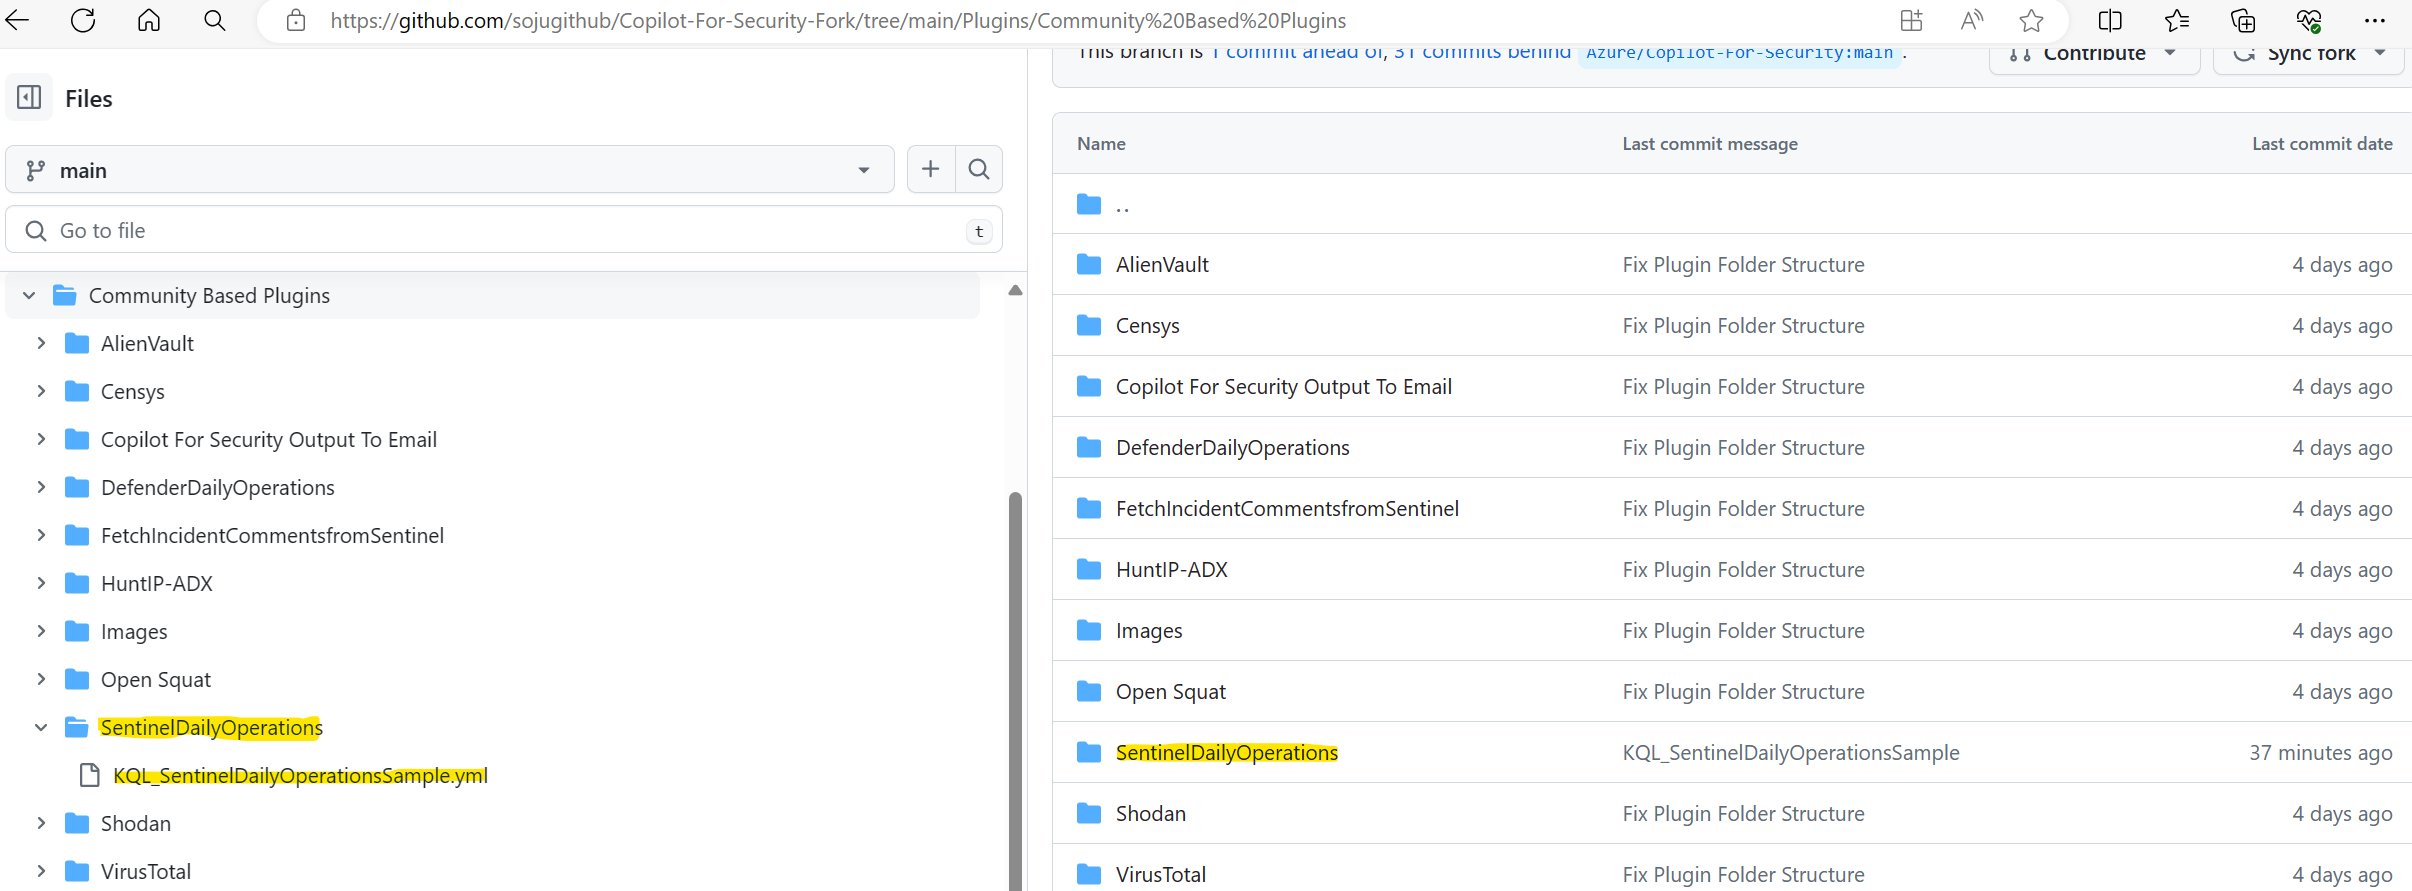 https://github.com/sojugithub/Copilot-For-Security-Fork/tree/main/Plugins/Community%20Based%20Plugins
This branch is 1 commit ahead of, 31 commits behind Azure/Copilot-For-Security:main.
Contribute
Sync fork
Files
main
Go to file
t
Community Based Plugins
AlienVault
Censys
Copilot For Security Output To Email
DefenderDailyOperations
FetchIncidentCommentsfromSentinel
HuntIP-ADX
Images
Open Squat
SentinelDailyOperations
KQL_SentinelDailyOperationsSample.yml
Shodan
VirusTotal
Name Last commit message Last commit date
..
AlienVault Fix Plugin Folder Structure 4 days ago
Censys Fix Plugin Folder Structure 4 days ago
Copilot For Security Output To Email Fix Plugin Folder Structure 4 days ago
DefenderDailyOperations Fix Plugin Folder Structure 4 days ago
FetchIncidentCommentsfromSentinel Fix Plugin Folder Structure 4 days ago
HuntIP-ADX Fix Plugin Folder Structure 4 days ago
Images Fix Plugin Folder Structure 4 days ago
Open Squat Fix Plugin Folder Structure 4 days ago
SentinelDailyOperations KQL_SentinelDailyOperationsSample 37 minutes ago
Shodan Fix Plugin Folder Structure 4 days ago
VirusTotal Fix Plugin Folder Structure 4 days ago